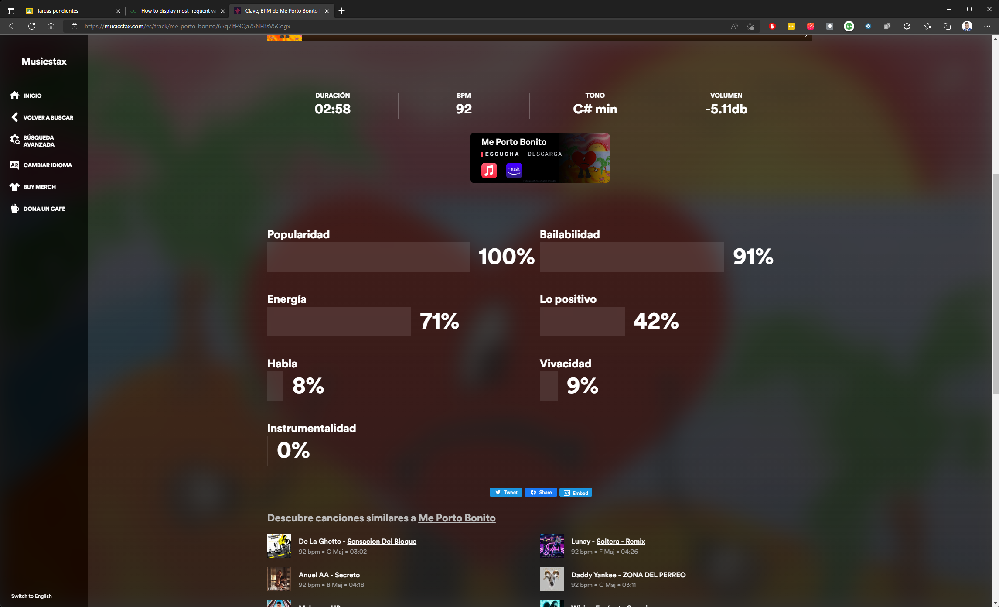 Tareas pendientes
How to display most frequent va
Clave, BPM de Me Porto Bonito
https://musicstax.com/es/track/me-porto-bonito/6Sq7ltF9Qa7SNFBsV5Cogx
Musicstax
INICIO
VOLVER A BUSCAR
BÚSQUEDA
AVANZADA
CAMBIAR IDIOMA
BUY MERCH
DONA UN CAFÉ
Switch to English
DURACIÓN
02:58
BPM
92
TONO
C# min
VOLUMEN
-5.11db
Me Porto Bonito
ESCUCHA DESCARGA
music
Popularidad
100%
Bailabilidad
91%
Energía
71%
Lo positivo
42%
Habla
8%
Vivacidad
9%
Instrumentalidad
0%
Tweet
Share
Embed
Descubre canciones similares a Me Porto Bonito
De La Ghetto - Sensacion Del Bloque
92 bpm • G Maj • 03:02
Lunay - Soltera - Remix
92 bpm • F Maj • 04:26
Anuel AA - Secreto
92 bpm • B Maj • 04:18
Daddy Yankee - ZONA DEL PERREO
92 bpm • C Maj • 03:11